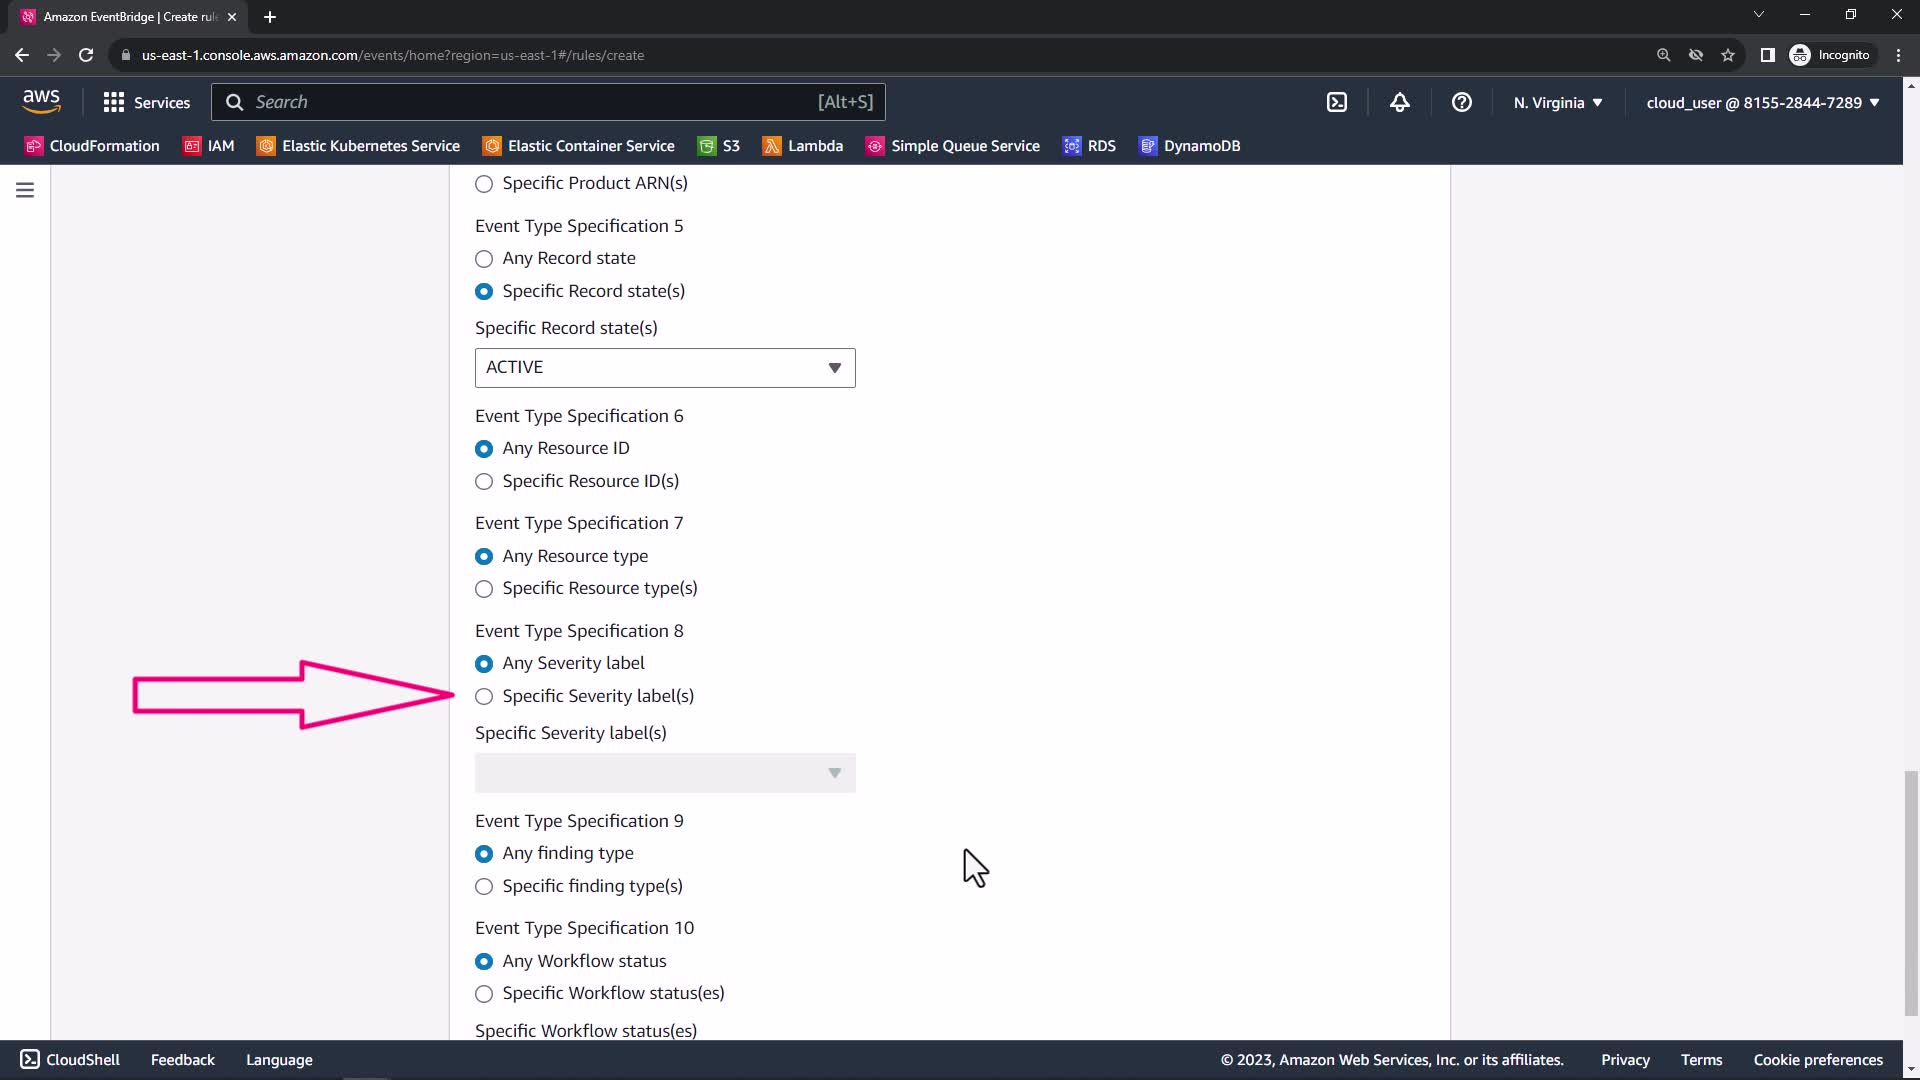 Amazon EventBridge | Create rul
us-east-1.console.aws.amazon.com/events/home?region=us-east-1#/rules/create
Incognito
aws
Services
Search
[Alt+S]
N. Virginia
cloud_user @ 8155-2844-7289
CloudFormation
IAM
Elastic Kubernetes Service
Elastic Container Service
S3
Lambda
Simple Queue Service
RDS
DynamoDB
Specific Product ARN(s)
Event Type Specification 5
Any Record state
Specific Record state(s)
Specific Record state(s)
ACTIVE
Event Type Specification 6
Any Resource ID
Specific Resource ID(s)
Event Type Specification 7
Any Resource type
Specific Resource type(s)
Event Type Specification 8
Any Severity label
Specific Severity label(s)
Specific Severity label(s)
Event Type Specification 9
Any finding type
Specific finding type(s)
Event Type Specification 10
Any Workflow status
Specific Workflow status(es)
Specific Workflow status(es)
CloudShell
Feedback
Language
© 2023, Amazon Web Services, Inc. or its affiliates.
Privacy
Terms
Cookie preferences